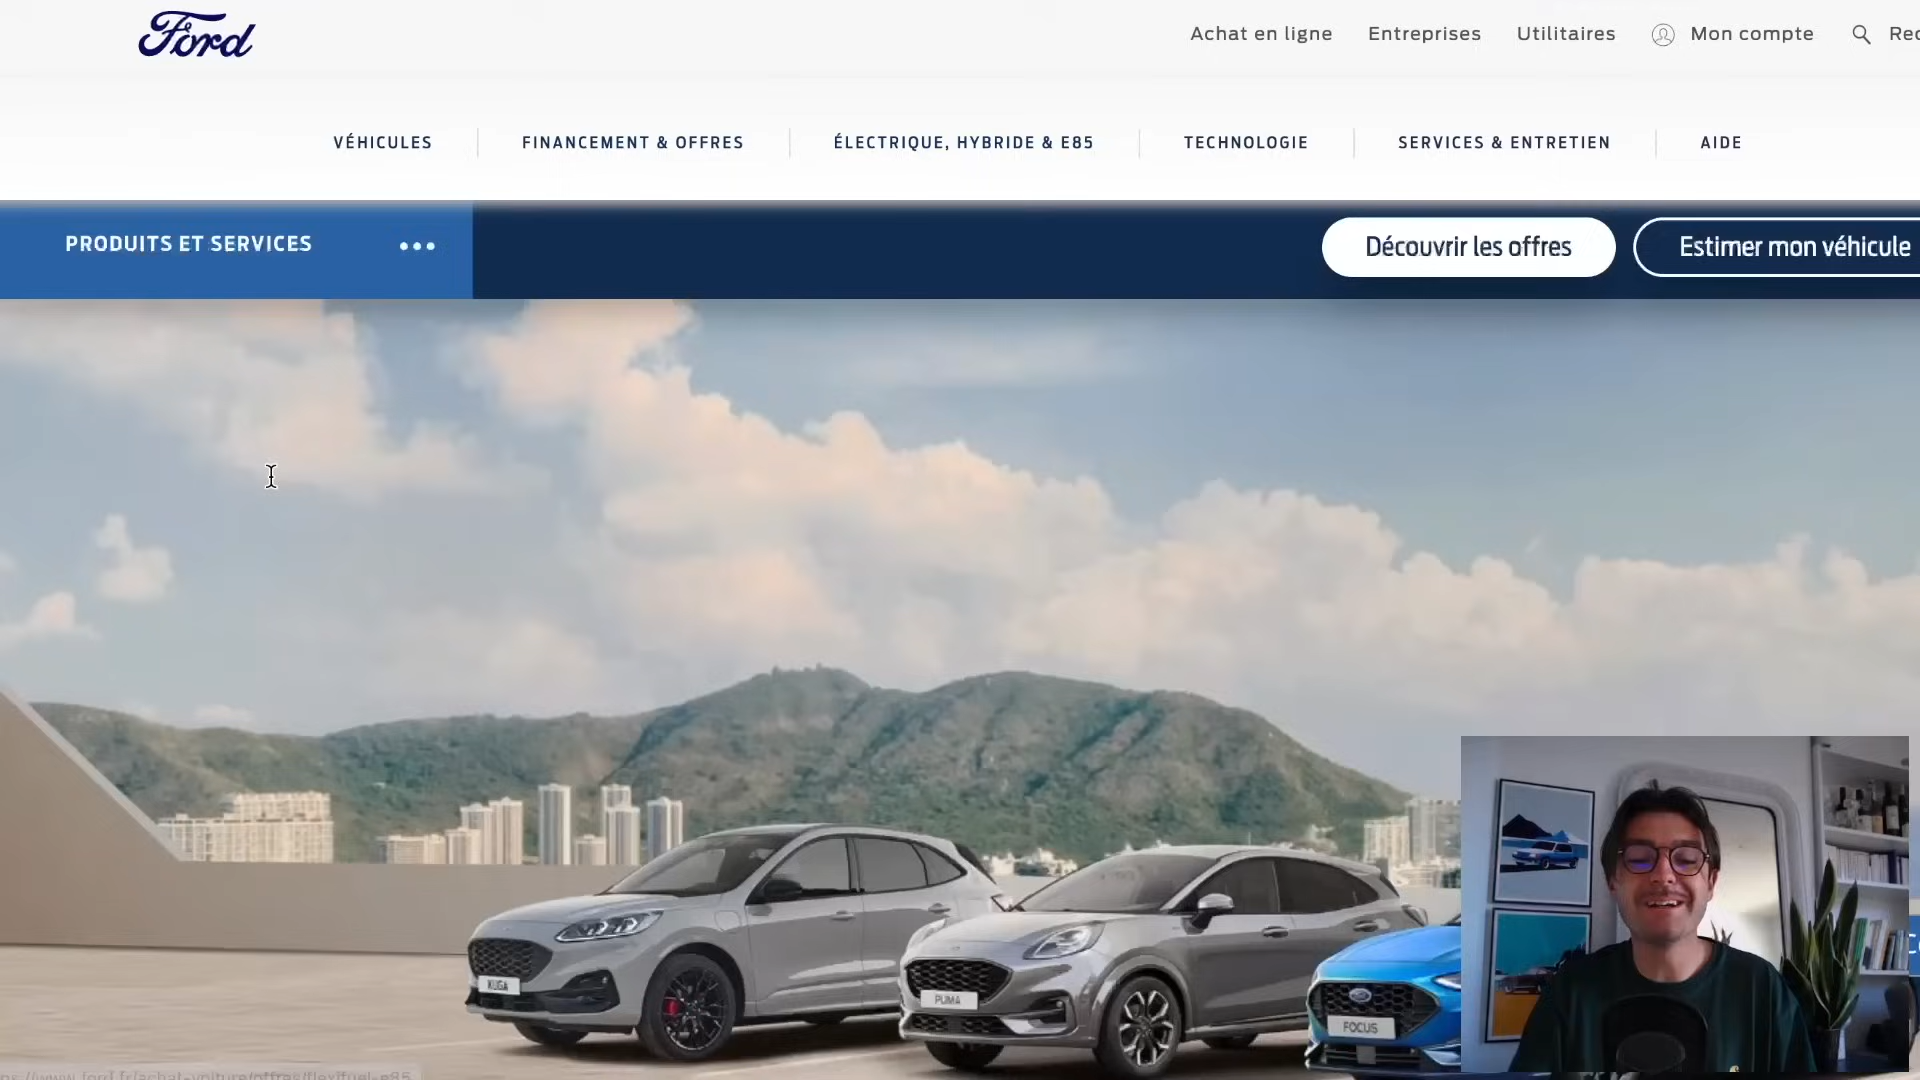 Ford
Achat en ligne
Entreprises
Utilitaires
Mon compte
VÉHICULES
FINANCEMENT & OFFRES
ÉLECTRIQUE, HYBRIDE & E85
TECHNOLOGIE
SERVICES & ENTRETIEN
AIDE
PRODUITS ET SERVICES
Découvrir les offres
Estimer mon véhicule
KUGA
PUMA
FOCUS